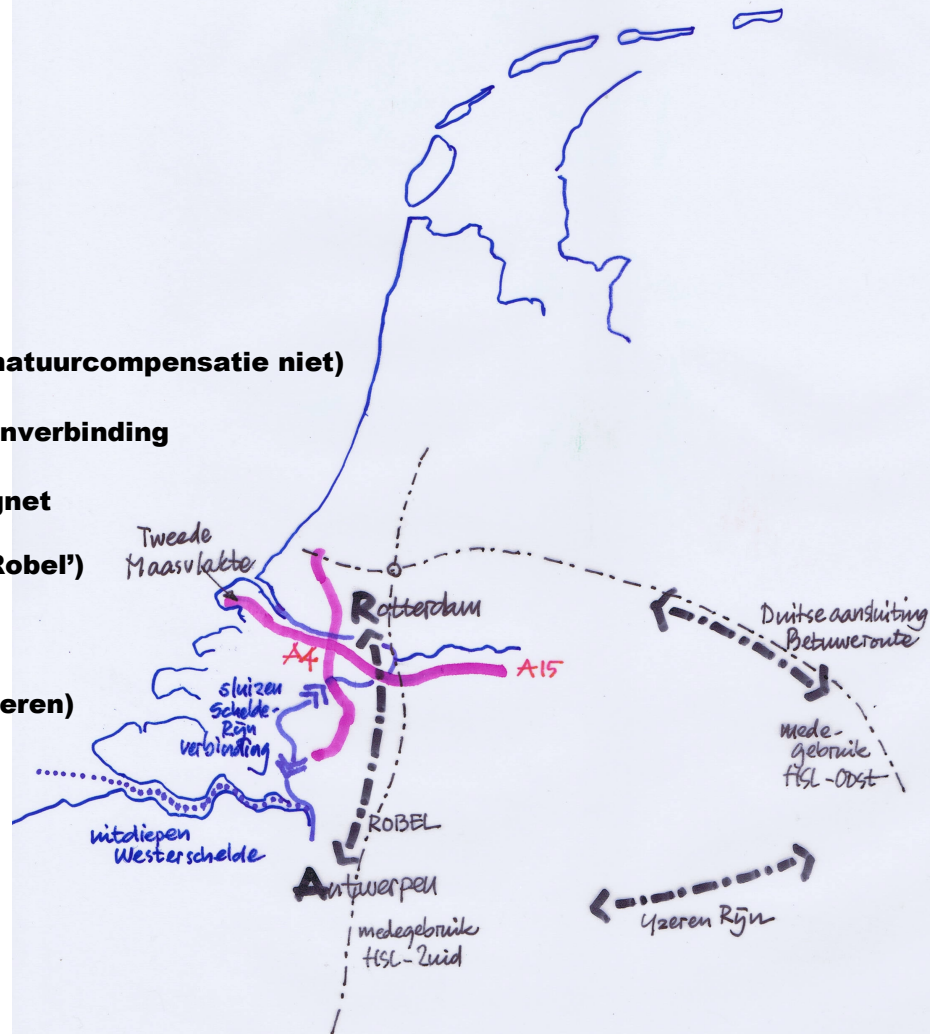 natuurcompensatie niet)
nverbinding
gnet
Robel’)
eren)
Tweede
Maasvlakte
Rotterdam
A4
A15
Duitse aansluiting
Betuweroute
sluizen
Schelde-
Rijn
verbinding
mede-
gebruik
HSL-Oost
uitdiepen
Westerschelde
ROBEL
Antwerpen
medegebruik
HSL-Zuid
Yzeren Rijn